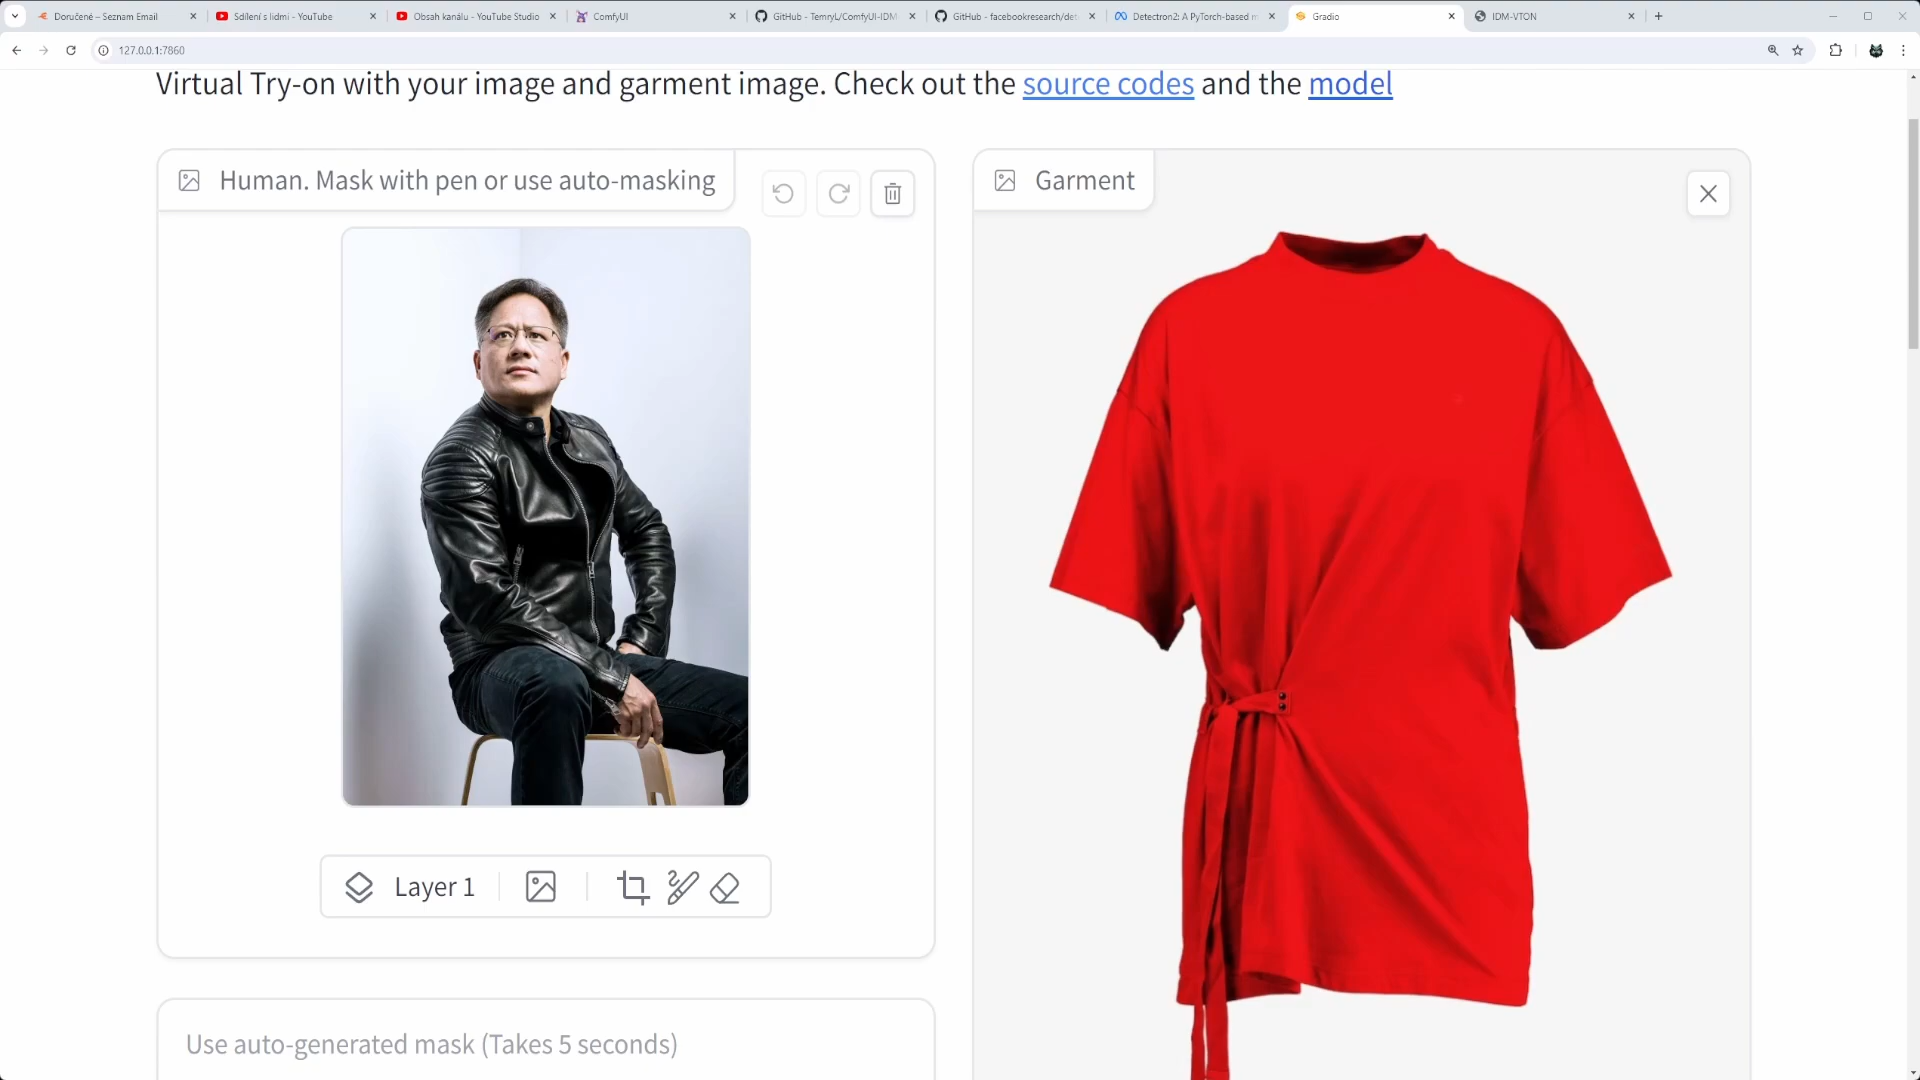 Doručené – Seznam Email
Sdílení s lidmi - YouTube
Obsah kanálu - YouTube Studio
ComfyUI
GitHub - TemryL/ComfyUI-IDM
GitHub - facebookresearch/det
Detectron2: A PyTorch-based m
Gradio
IDM-VTON
127.0.0.1:7860
Virtual Try-on with your image and garment image. Check out the source codes and the model
Human. Mask with pen or use auto-masking
Garment
Layer 1
Use auto-generated mask (Takes 5 seconds)